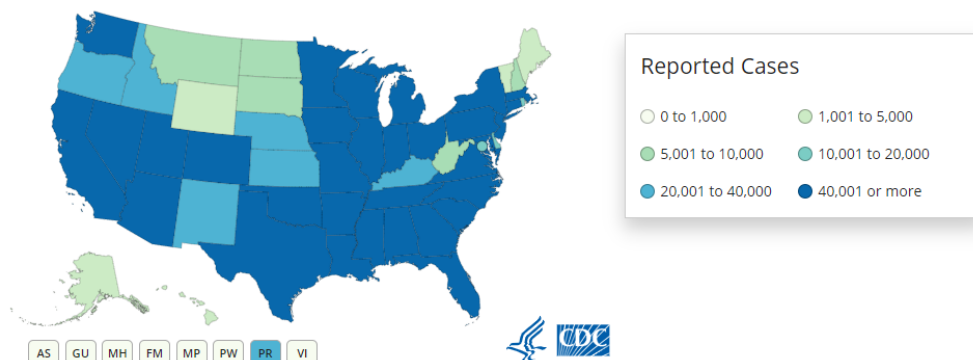 Reported Cases
0 to 1,000
1,001 to 5,000
5,001 to 10,000
10,001 to 20,000
20,001 to 40,000
40,001 or more
CDC
AS GU MH FM MP PW PR VI